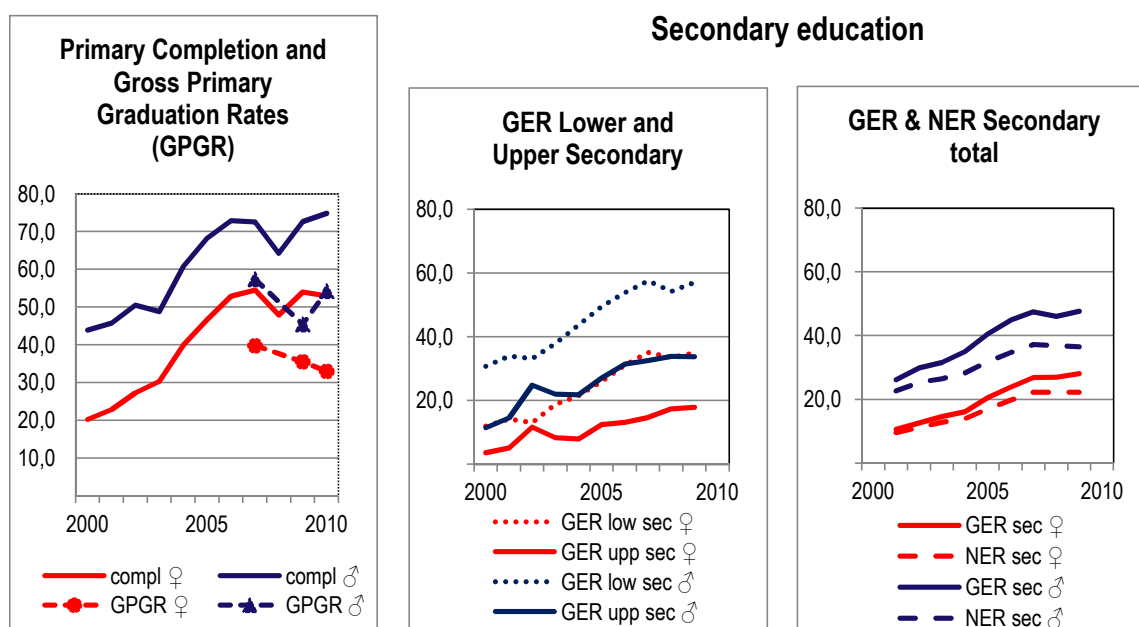 Secondary education
Primary Completion and
Gross Primary
Graduation Rates
(GPGR)
80,0
70,0
60,0
50,0
40,0
30,0
20,0
10,0
2000 2005 2010
compl ♀ compl ♂
GPGR ♀ GPGR ♂
GER Lower and
Upper Secondary
80,0
60,0
40,0
20,0
2000 2005 2010
GER low sec ♀
GER upp sec ♀
GER low sec ♂
GER upp sec ♂
GER & NER Secondary
total
80,0
60,0
40,0
20,0
2000 2005 2010
GER sec ♀
NER sec ♀
GER sec ♂
NER sec ♂